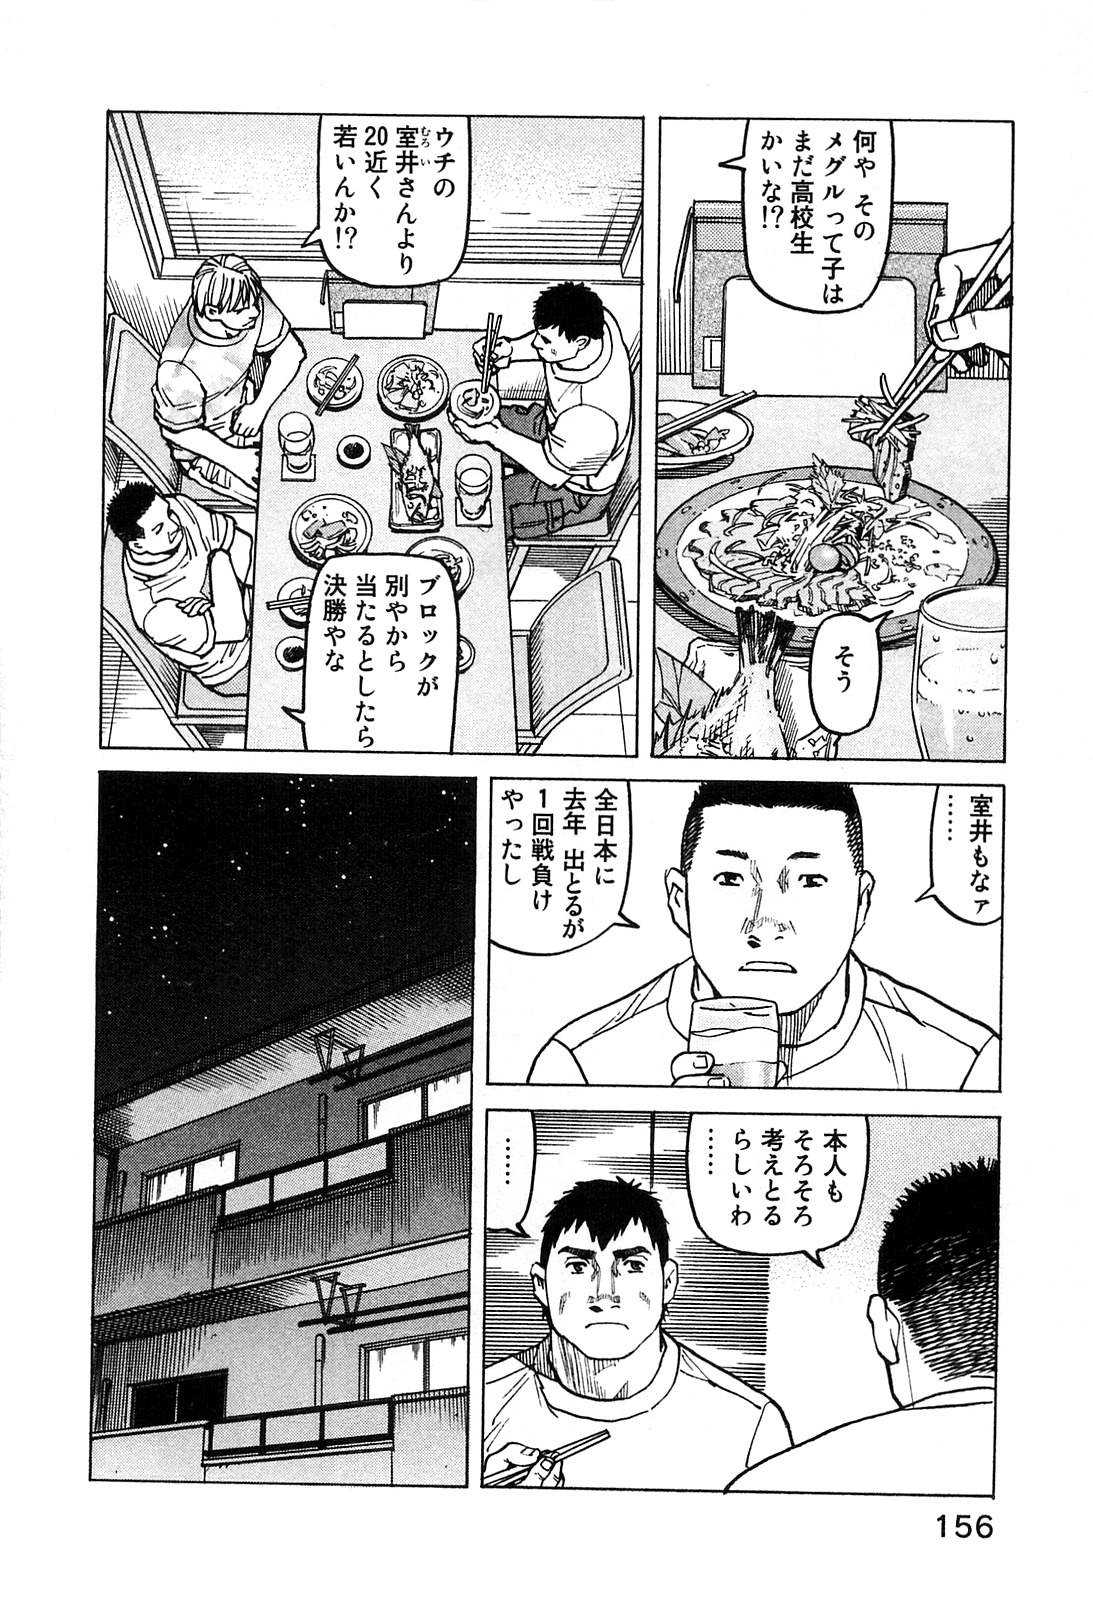 何や その
メグルって子は
まだ高校生
かいな!?
そう
ウチの
室井さんより
むろい
20近く
若いんか!?
ブロックが
別やから
当たるとしたら
決勝やな
室井もなァ
……
全日本に
去年 出とるが
1回戦負け
やったし
本人も
そろそろ
考えとる
らしいわ
……
……
156